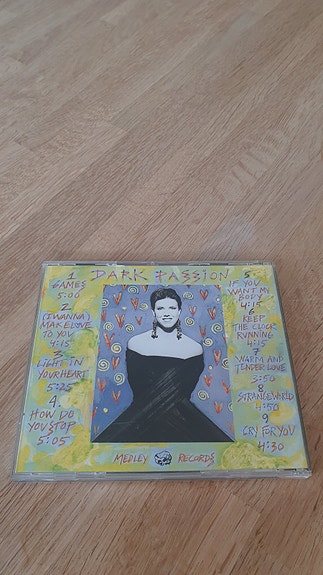 DARK PASSION
1
GAMES
5:00
2
(I WANNA)
MAKE LOVE
TO YOU
4:15
3
LIGHT IN
YOUR HEART
5:25
4.
HOW DO
YOU STOP
5:05
5
IF YOU
WANT MY
BODY
4:15
6
KEEP
THE CLOCK
RUNNING
4:15
7
WARM AND
TENDER LOVE
3:50
8
STRANGE WORLD
4:50
9
CRY FOR YOU
4:30
MEDLEY RECORDS